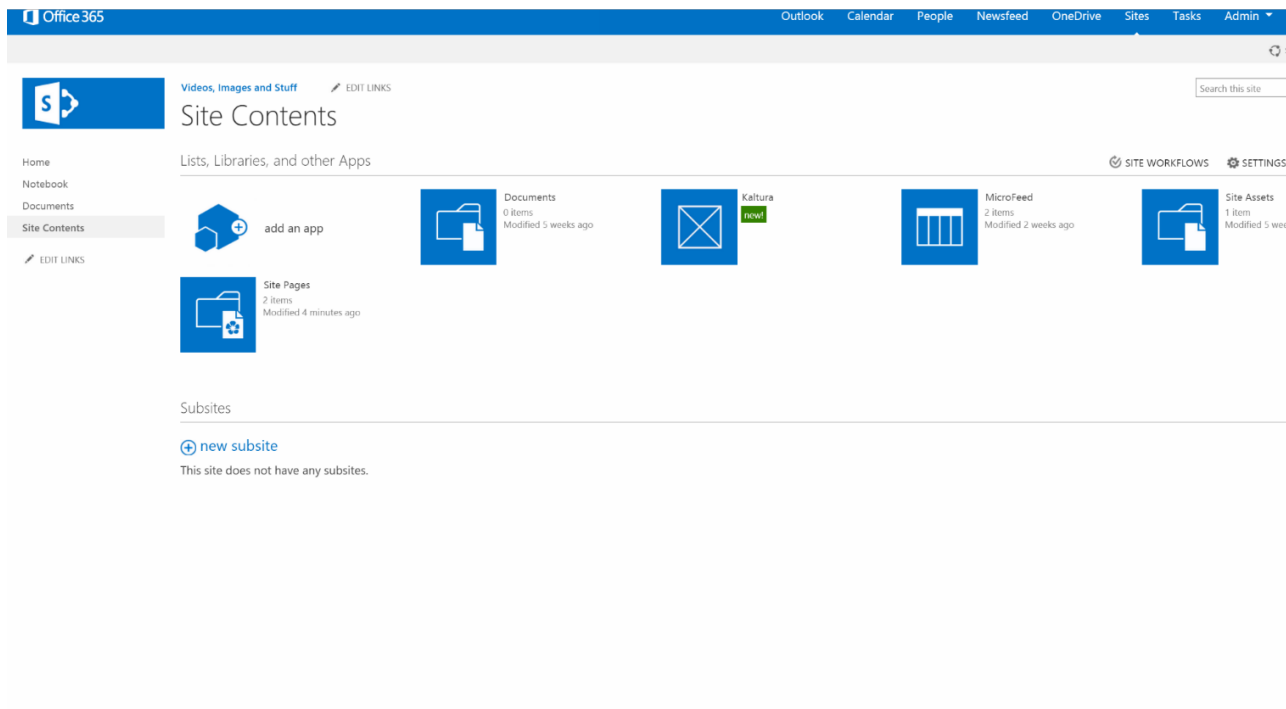 Office 365
Outlook Calendar People Newsfeed OneDrive Sites Tasks Admin
Videos, Images and Stuff EDIT LINKS
Search this site
Site Contents
Home
Notebook
Documents
Site Contents
EDIT LINKS
Lists, Libraries, and other Apps
SITE WORKFLOWS SETTINGS
add an app
Documents
0 items
Modified 5 weeks ago
Kaltura
new!
MicroFeed
2 items
Modified 2 weeks ago
Site Assets
1 item
Modified 5 wee
Site Pages
2 items
Modified 4 minutes ago
Subsites
new subsite
This site does not have any subsites.